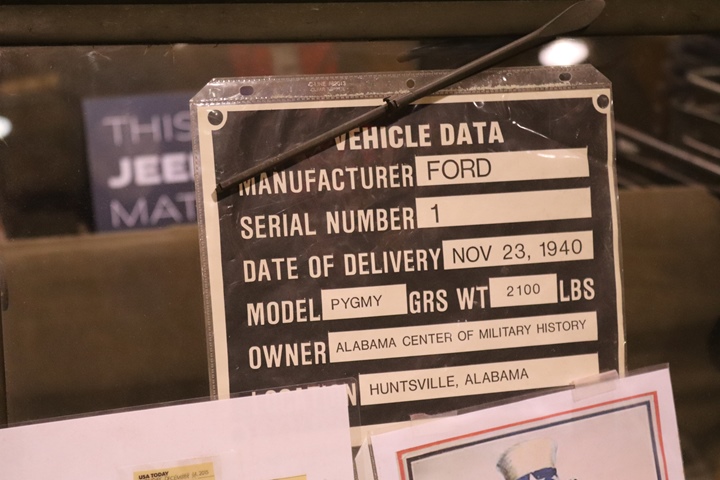 THIS
JEE
MAT
VEHICLE DATA
MANUFACTURER FORD
SERIAL NUMBER 1
DATE OF DELIVERY NOV 23, 1940
MODEL PYGMY GRS WT 2100 LBS
OWNER ALABAMA CENTER OF MILITARY HISTORY
LOCATION HUNTSVILLE, ALABAMA
USA TODAY